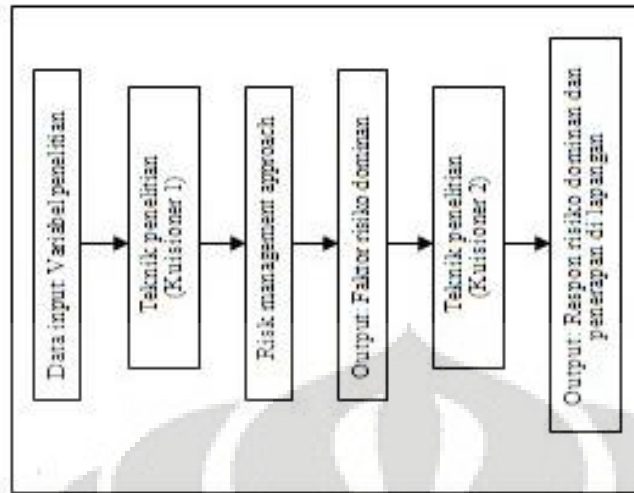 Data input Variabel penelitian
Teknik penelitian
(Kuisioner 1)
Risk management approach
Output: Faktor risiko dominan
Teknik penelitian
(Kuisioner 2)
Output: Respon risiko dominan dan
penerapan di lapangan